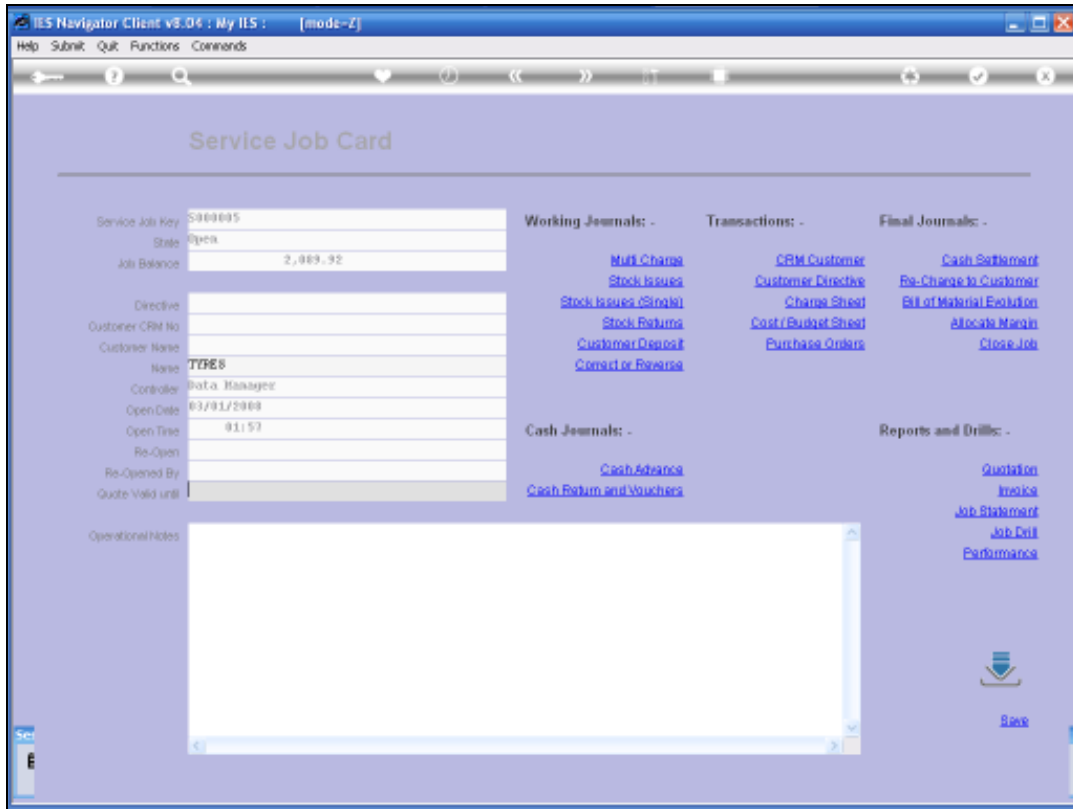 IES Navigator Client v8.04 : My IES : [mode=Z]
Help Submit Quit Functions Commands
Service Job Card
Service Job Key S000005
State Open
Job Balance 2,089.92
Directive
Customer CRM No
Customer Name
Name TYRES
Controller Data Manager
Open Date 03/01/2008
Open Time 01:57
Re-Open
Re-Opened By
Quote Valid until
Operational Notes
Working Journals: -
Multi Charge
Stock Issues
Stock Issues (Single)
Stock Returns
Customer Deposit
Correct or Reverse
Transactions: -
CRM Customer
Customer Directive
Charge Sheet
Cost / Budget Sheet
Purchase Orders
Final Journals: -
Cash Settlement
Re-Charge to Customer
Bill of Material Evolution
Allocate Margin
Close Job
Cash Journals: -
Cash Advance
Cash Return and Vouchers
Reports and Drills: -
Quotation
Invoice
Job Statement
Job Drill
Performance
Save